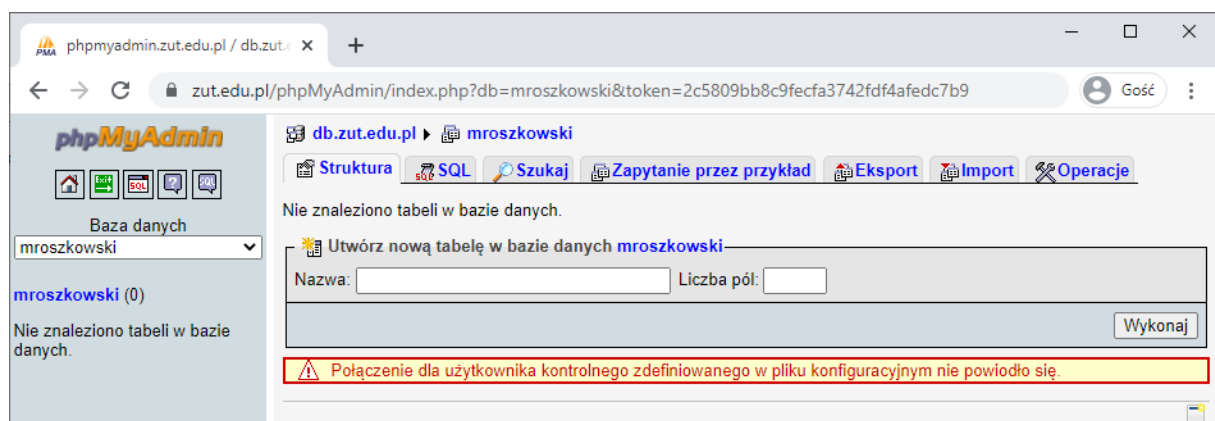 phpmyadmin.zut.edu.pl / db.zut.e
zut.edu.pl/phpMyAdmin/index.php?db=mroszkowski&token=2c5809bb8c9fecfa3742fdf4afedc7b9 Gość
phpMyAdmin
Baza danych
mroszkowski
mroszkowski (0)
Nie znaleziono tabeli w bazie
danych.
db.zut.edu.pl mroszkowski
Struktura SQL Szukaj Zapytanie przez przykład Eksport Import Operacje
Nie znaleziono tabeli w bazie danych.
Utwórz nową tabelę w bazie danych mroszkowski
Nazwa: Liczba pól:
Wykonaj
Połączenie dla użytkownika kontrolnego zdefiniowanego w pliku konfiguracyjnym nie powiodło się.